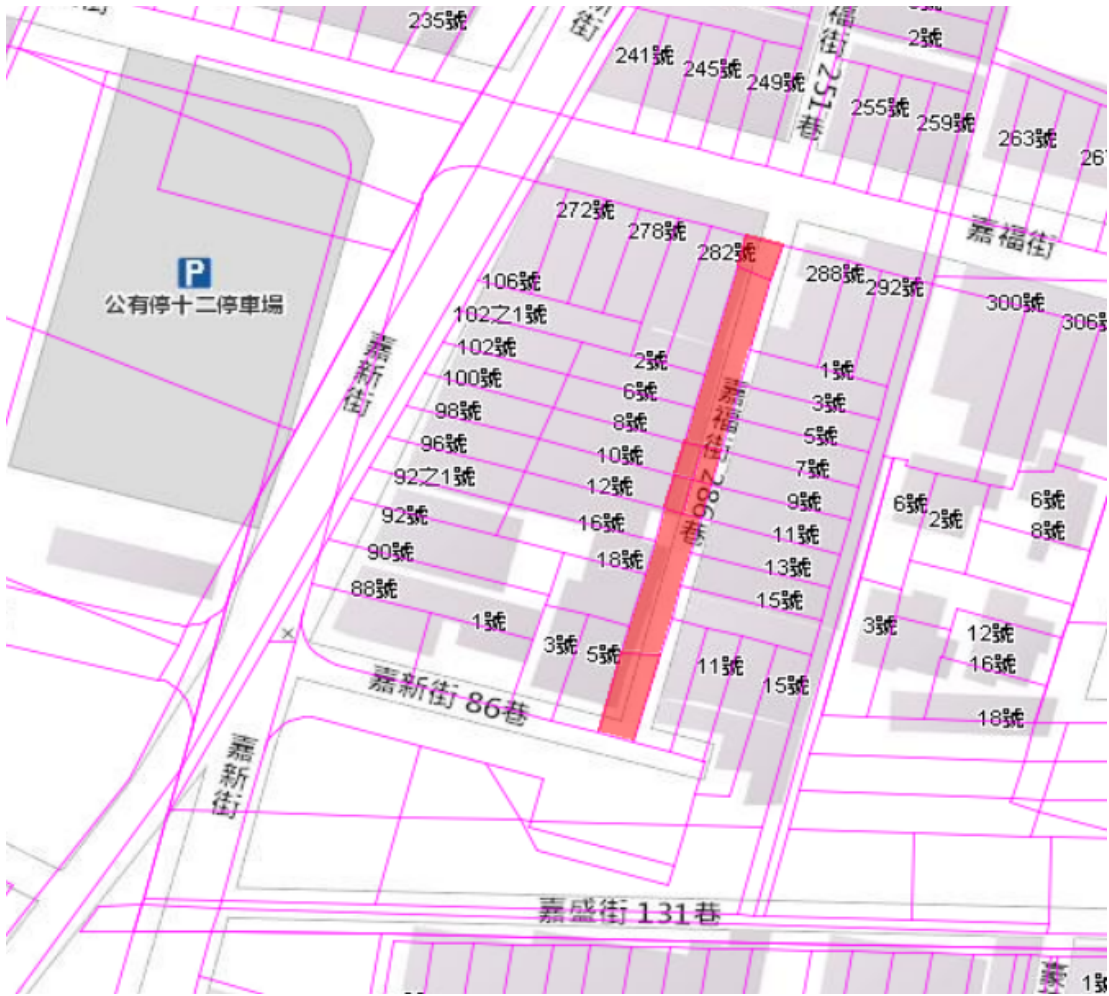 235號
241號
245號
249號
嘉福街 251巷
2號
255號
259號
263號
嘉福街
272號
278號
282號
288號
292號
300號
306號
P
公有停十二停車場
嘉新街
106號
102之1號
102號
100號
98號
96號
92之1號
92號
90號
88號
2號
6號
8號
10號
12號
16號
18號
1號
3號
5號
嘉福街 286巷
1號
3號
5號
7號
9號
11號
13號
15號
11號
15號
6號
2號
6號
8號
3號
12號
16號
18號
嘉新街 86巷
嘉新街
嘉盛街 131巷